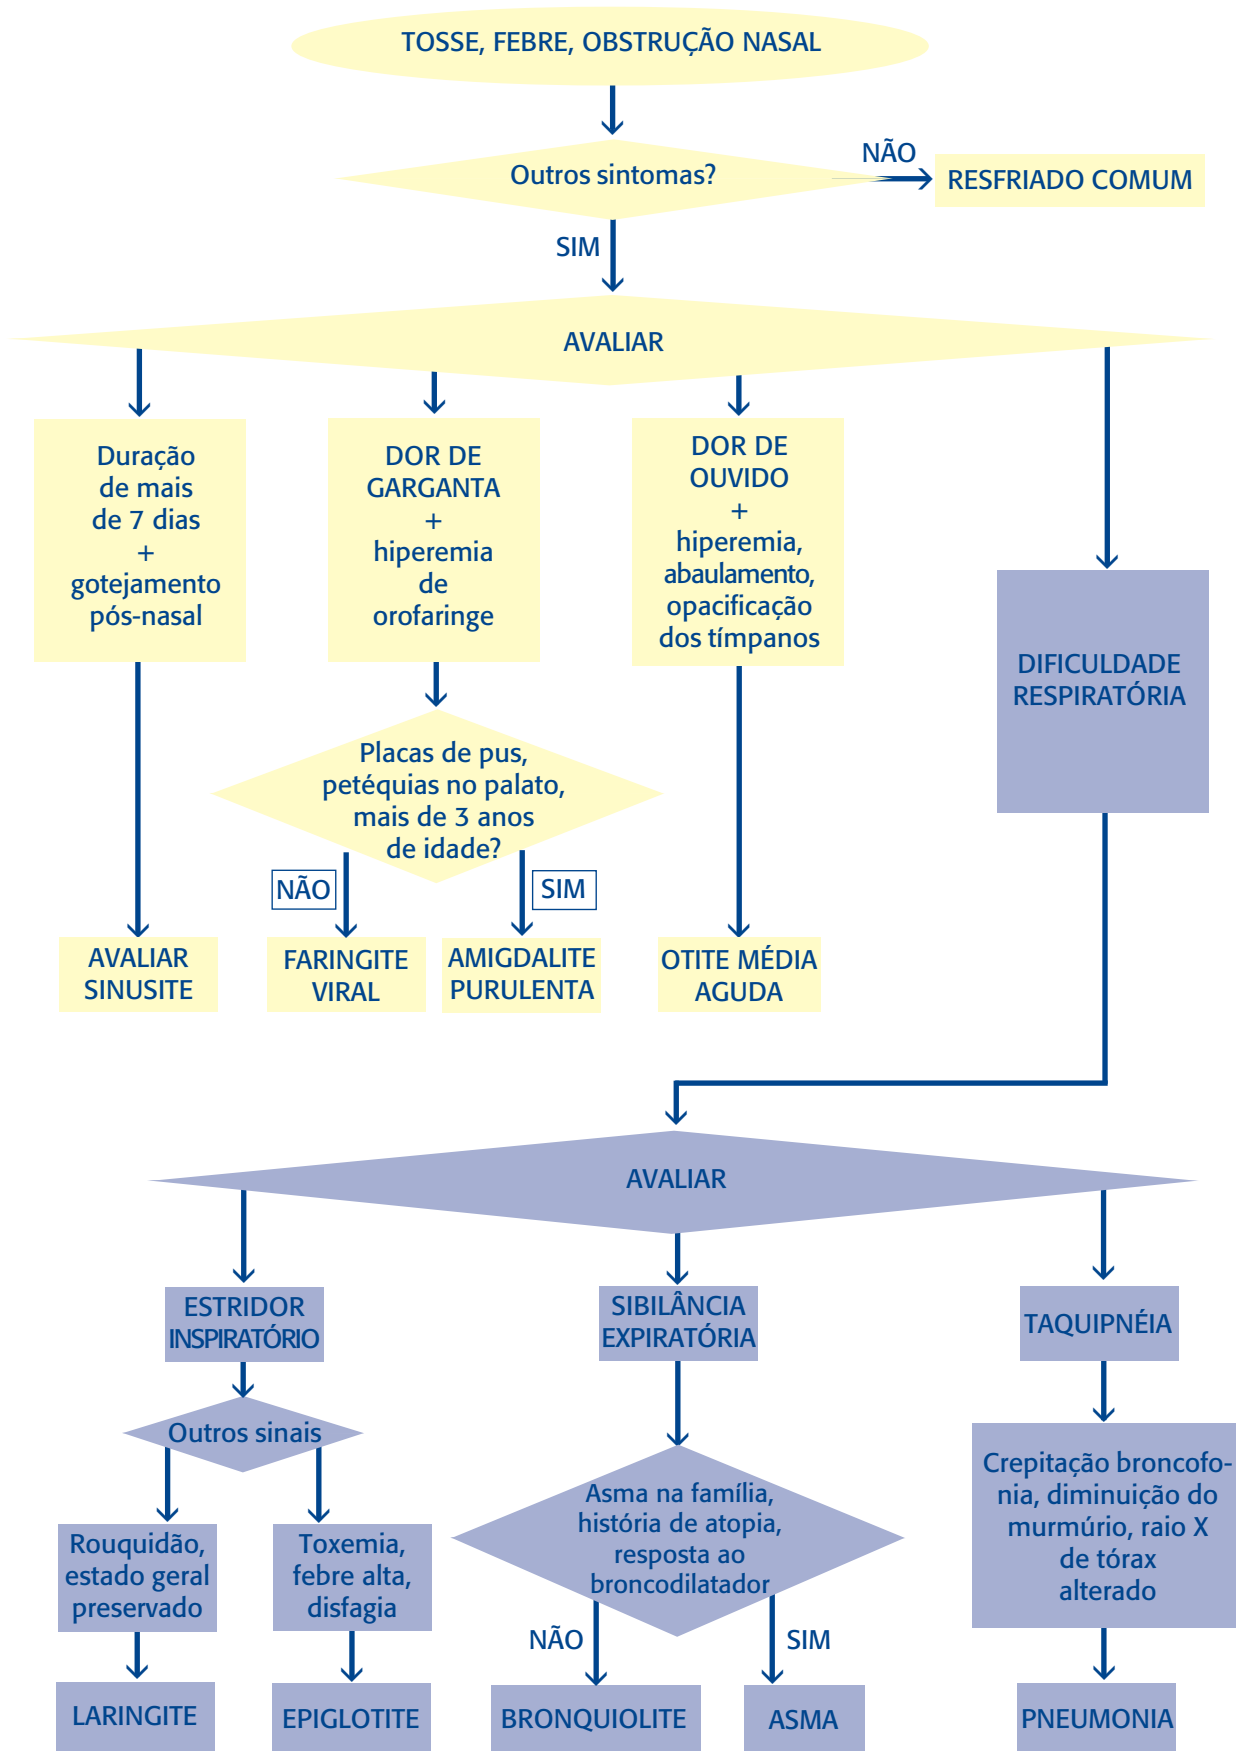 TOSSE, FEBRE, OBSTRUÇÃO NASAL
Outros sintomas?
NÃO
RESFRIADO COMUM
SIM
AVALIAR
Duração
de mais
de 7 dias
+
gotejamento
pós-nasal
DOR DE
GARGANTA
+
hiperemia
de
orofaringe
DOR DE
OUVIDO
+
hiperemia,
abaulamento,
opacificação
dos tímpanos
DIFICULDADE
RESPIRATÓRIA
Placas de pus,
petéquias no palato,
mais de 3 anos
de idade?
NÃO
SIM
AVALIAR
SINUSITE
FARINGITE
VIRAL
AMIGDALITE
PURULENTA
OTITE MÉDIA
AGUDA
AVALIAR
ESTRIDOR
INSPIRATÓRIO
SIBILÂNCIA
EXPIRATÓRIA
TAQUIPNÉIA
Outros sinais
Rouquidão,
estado geral
preservado
Toxemia,
febre alta,
disfagia
Asma na família,
história de atopia,
resposta ao
broncodilatador
Crepitação broncofo-
nia, diminuição do
murmúrio, raio X
de tórax
alterado
NÃO
SIM
LARINGITE
EPIGLOTITE
BRONQUIOLITE
ASMA
PNEUMONIA